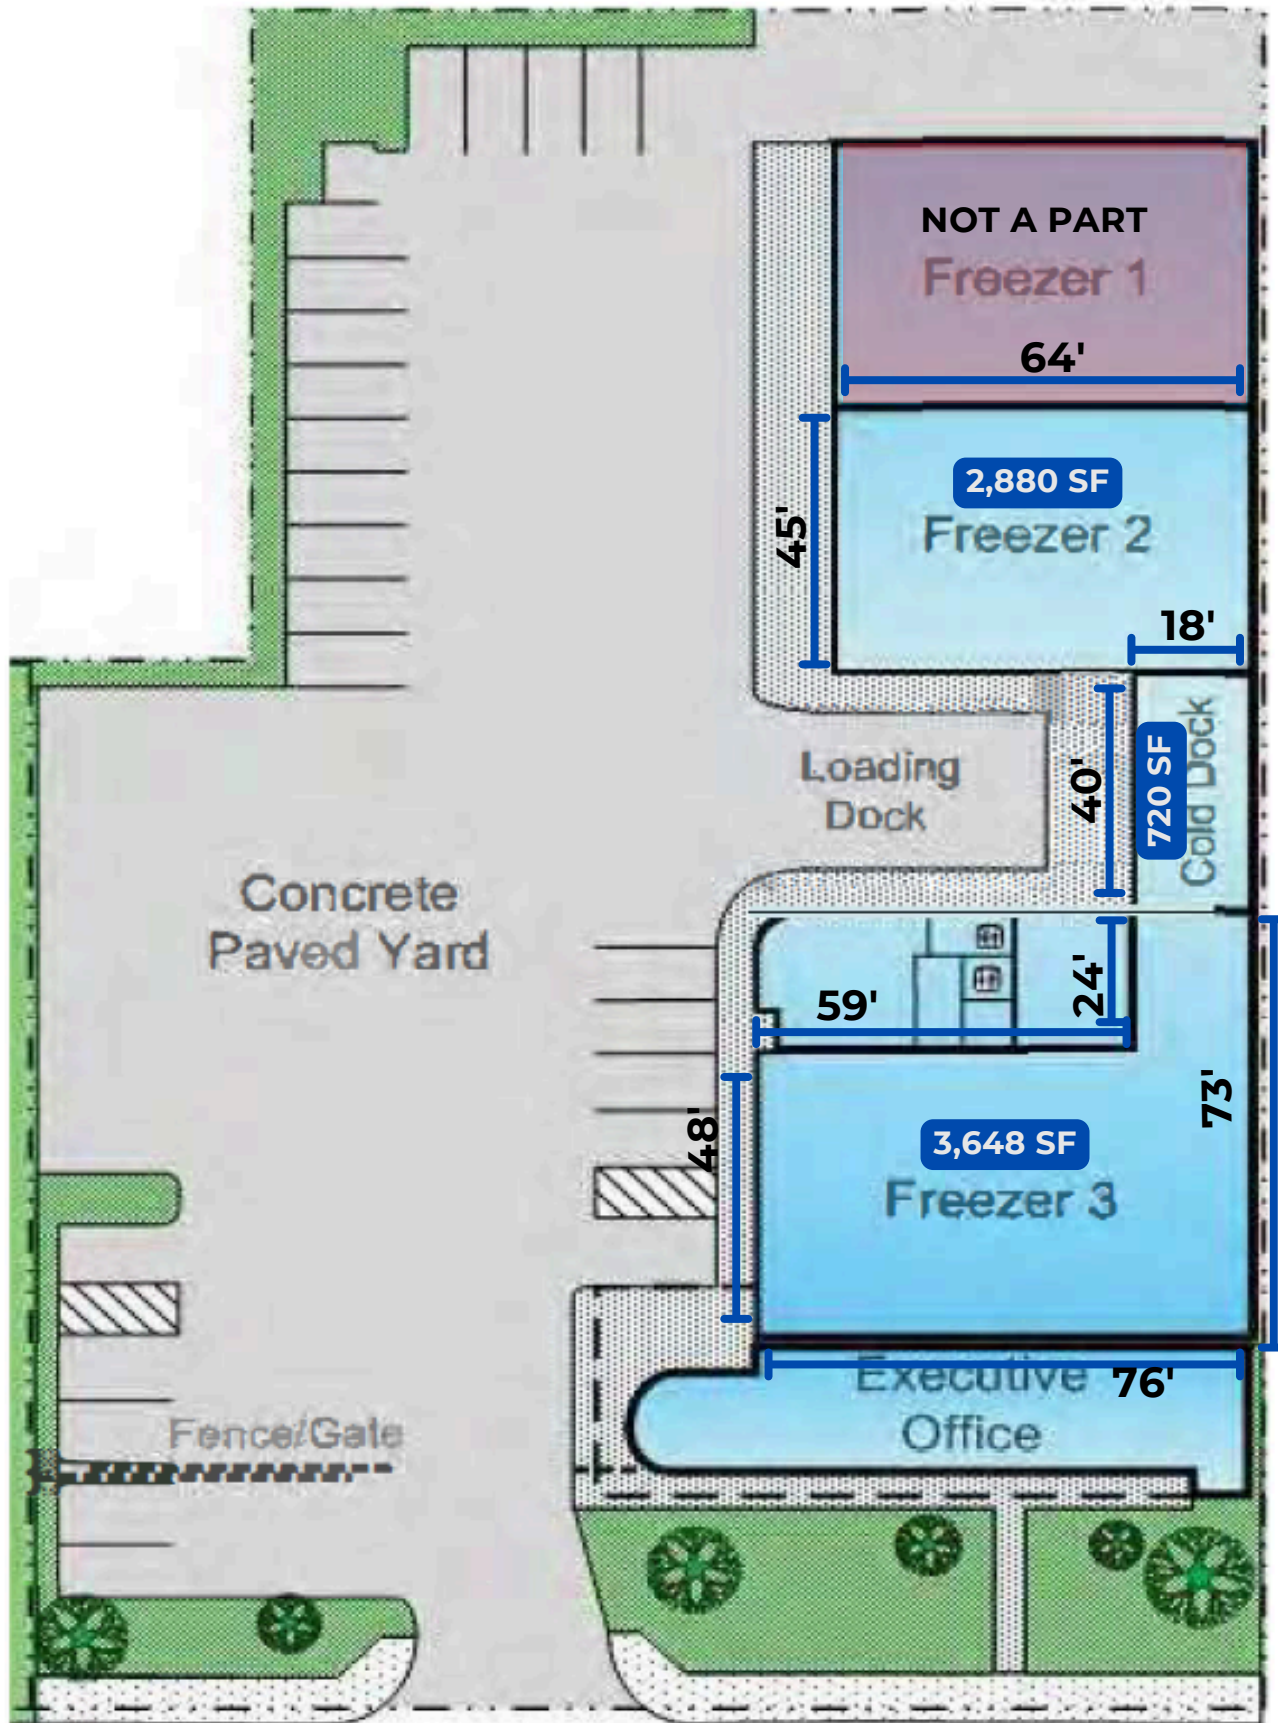 NOT A PART
Freezer 1
64'
2,880 SF
Freezer 2
45'
18'
Loading
Dock
40'
720 SF
Cold Dock
Concrete
Paved Yard
59'
24'
73'
48'
3,648 SF
Freezer 3
Executive
76'
Office
Fence/Gate